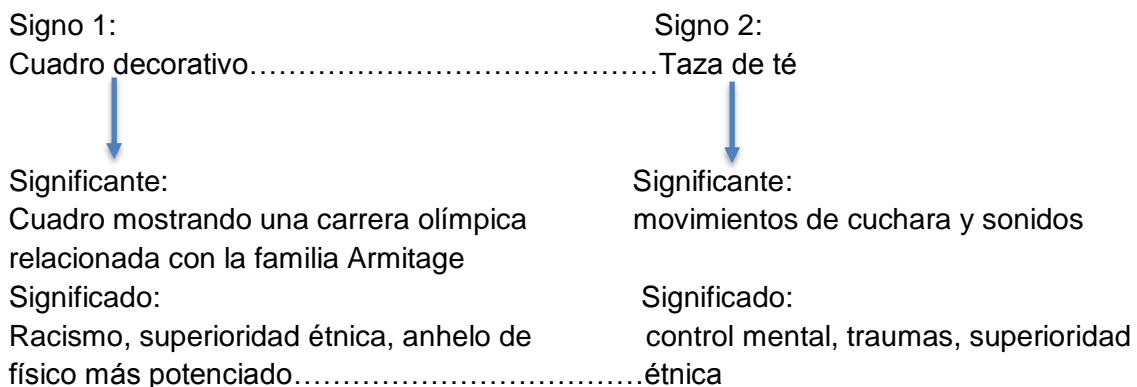 Signo 1: Signo 2:
Cuadro decorativo……………………………………Taza de té
Significante: Significante:
Cuadro mostrando una carrera olímpica movimientos de cuchara y sonidos
relacionada con la familia Armitage
Significado: Significado:
Racismo, superioridad étnica, anhelo de control mental, traumas, superioridad
físico más potenciado………………………………étnica